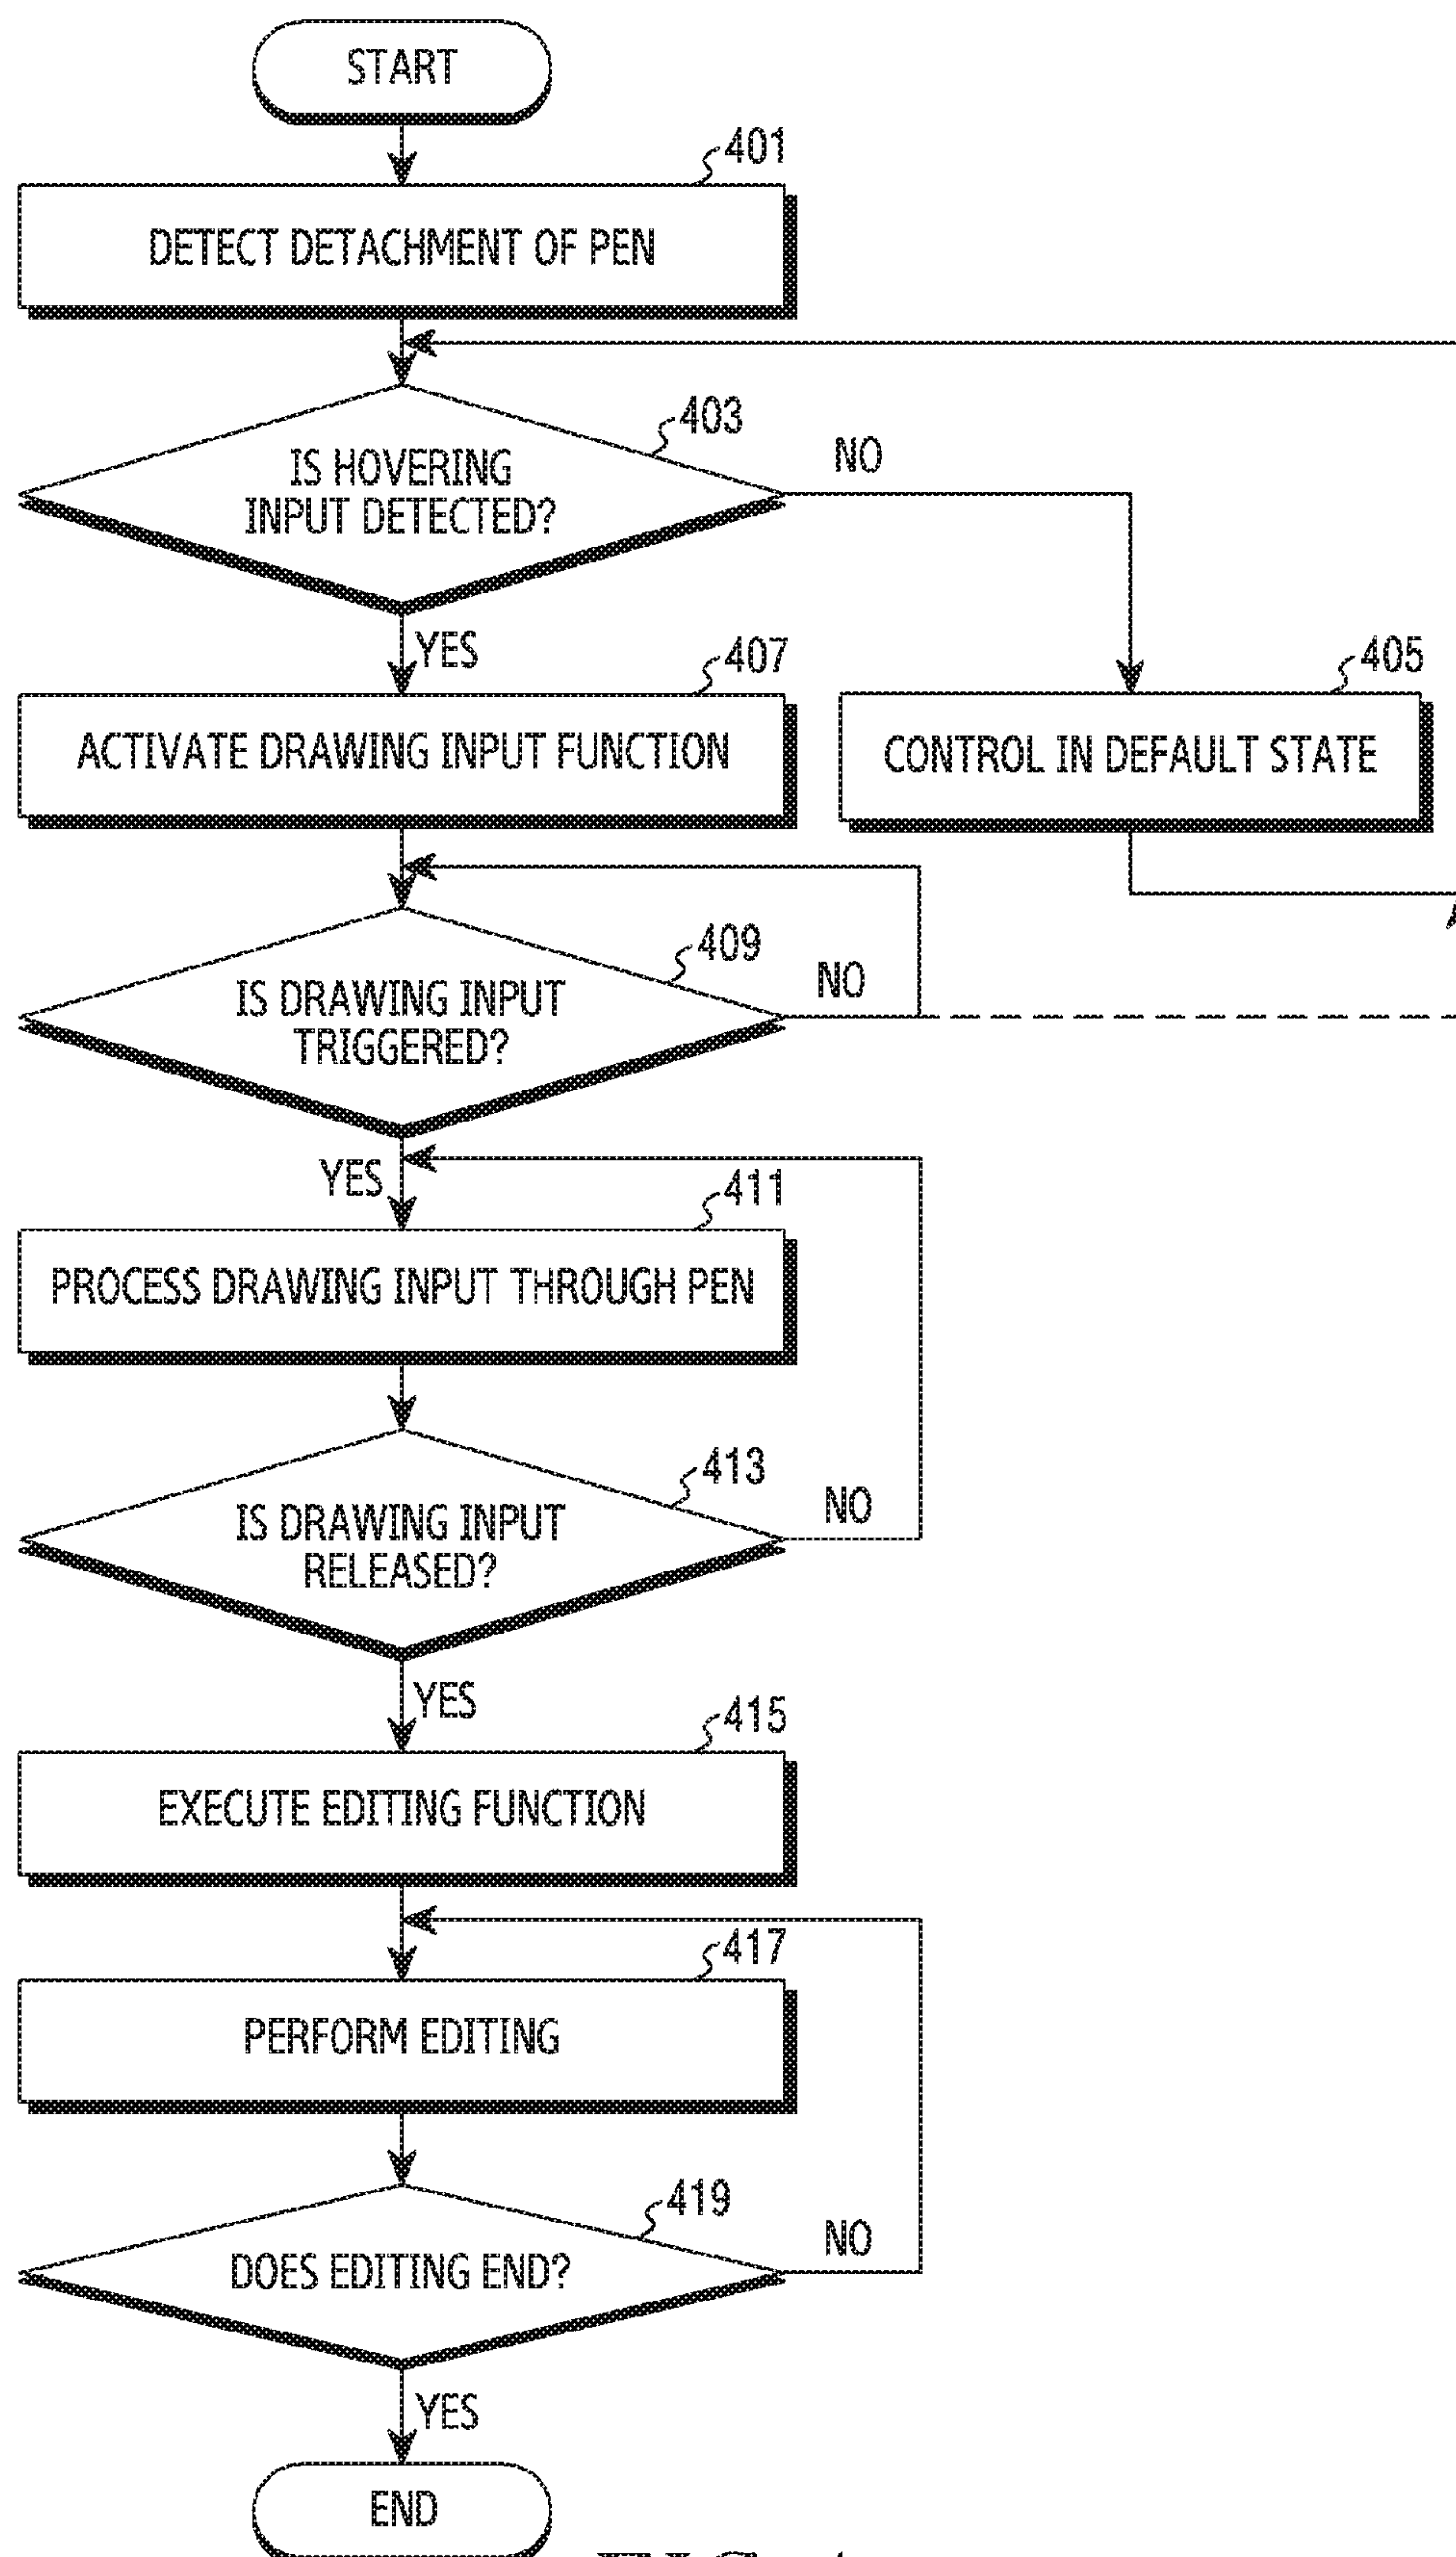 START
401
DETECT DETACHMENT OF PEN
403
IS HOVERING
INPUT DETECTED?
NO
YES
407
ACTIVATE DRAWING INPUT FUNCTION
405
CONTROL IN DEFAULT STATE
409
IS DRAWING INPUT
TRIGGERED?
NO
YES
411
PROCESS DRAWING INPUT THROUGH PEN
413
IS DRAWING INPUT
RELEASED?
NO
YES
415
EXECUTE EDITING FUNCTION
417
PERFORM EDITING
419
DOES EDITING END?
NO
YES
END